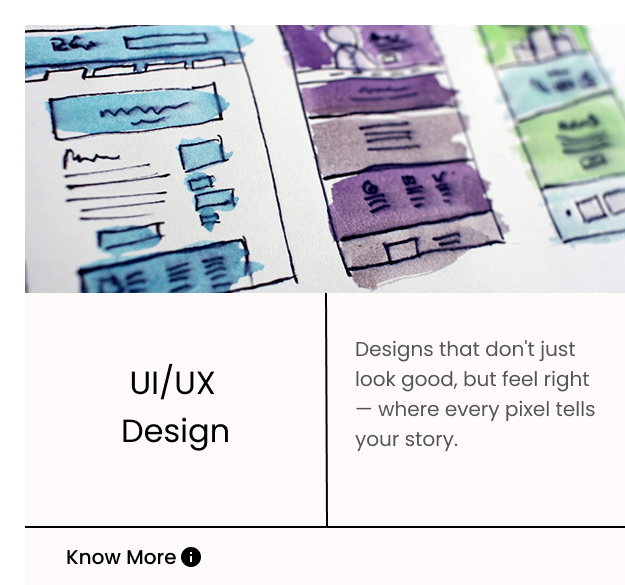 UI/UX
Design
Designs that don't just
look good, but feel right
— where every pixel tells
your story.
Know More